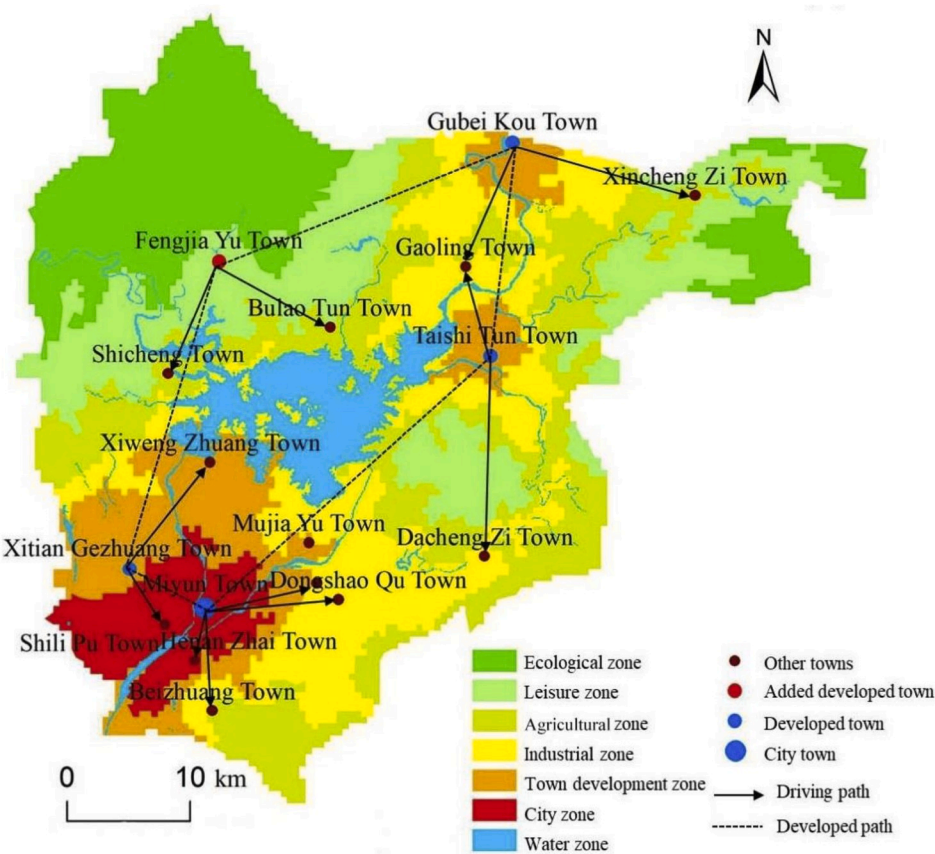 N
Gubei Kou Town
Xincheng Zi Town
Fengjia Yu Town
Gaoling Town
Bulao Tun Town
Taishi Tun Town
Shicheng Town
Xiweng Zhuang Town
Mujia Yu Town
Dacheng Zi Town
Xitian Gezhuang Town
Miyun Town
Dongshao Qu Town
Shili Pu Town
Henan Zhai Town
Beizhuang Town
0 10 km
Ecological zone
Leisure zone
Agricultural zone
Industrial zone
Town development zone
City zone
Water zone
Other towns
Added developed town
Developed town
City town
Driving path
Developed path